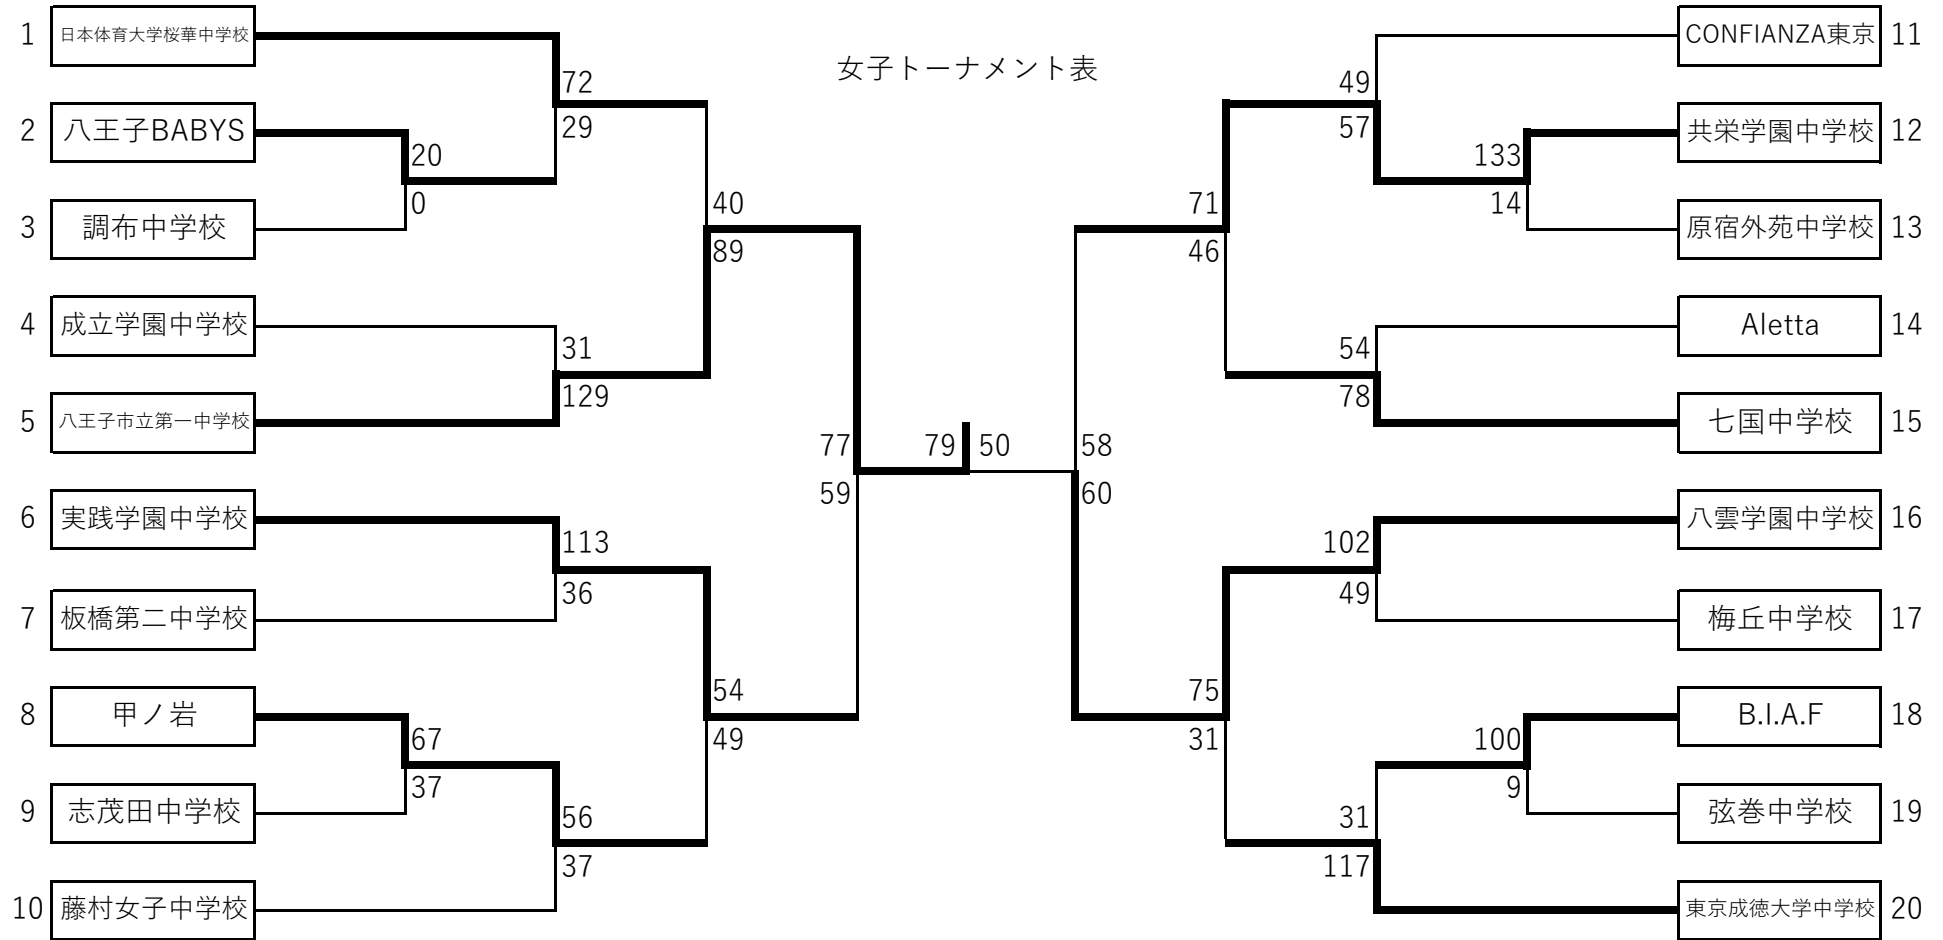 女子トーナメント表
1 日本体育大学桜華中学校
72
2 八王子BABYS
29
20
0
3 調布中学校
40
89
4 成立学園中学校
31
129
5 八王子市立第一中学校
77
59
6 実践学園中学校
113
36
7 板橋第二中学校
54
49
8 甲ノ岩
67
37
9 志茂田中学校
56
37
10 藤村女子中学校
79 50
CONFIANZA東京 11
49
57
共栄学園中学校 12
133
14
原宿外苑中学校 13
71
46
Aletta 14
54
78
七国中学校 15
58
60
八雲学園中学校 16
102
49
梅丘中学校 17
75
31
B.I.A.F 18
100
9
弦巻中学校 19
31
117
東京成徳大学中学校 20